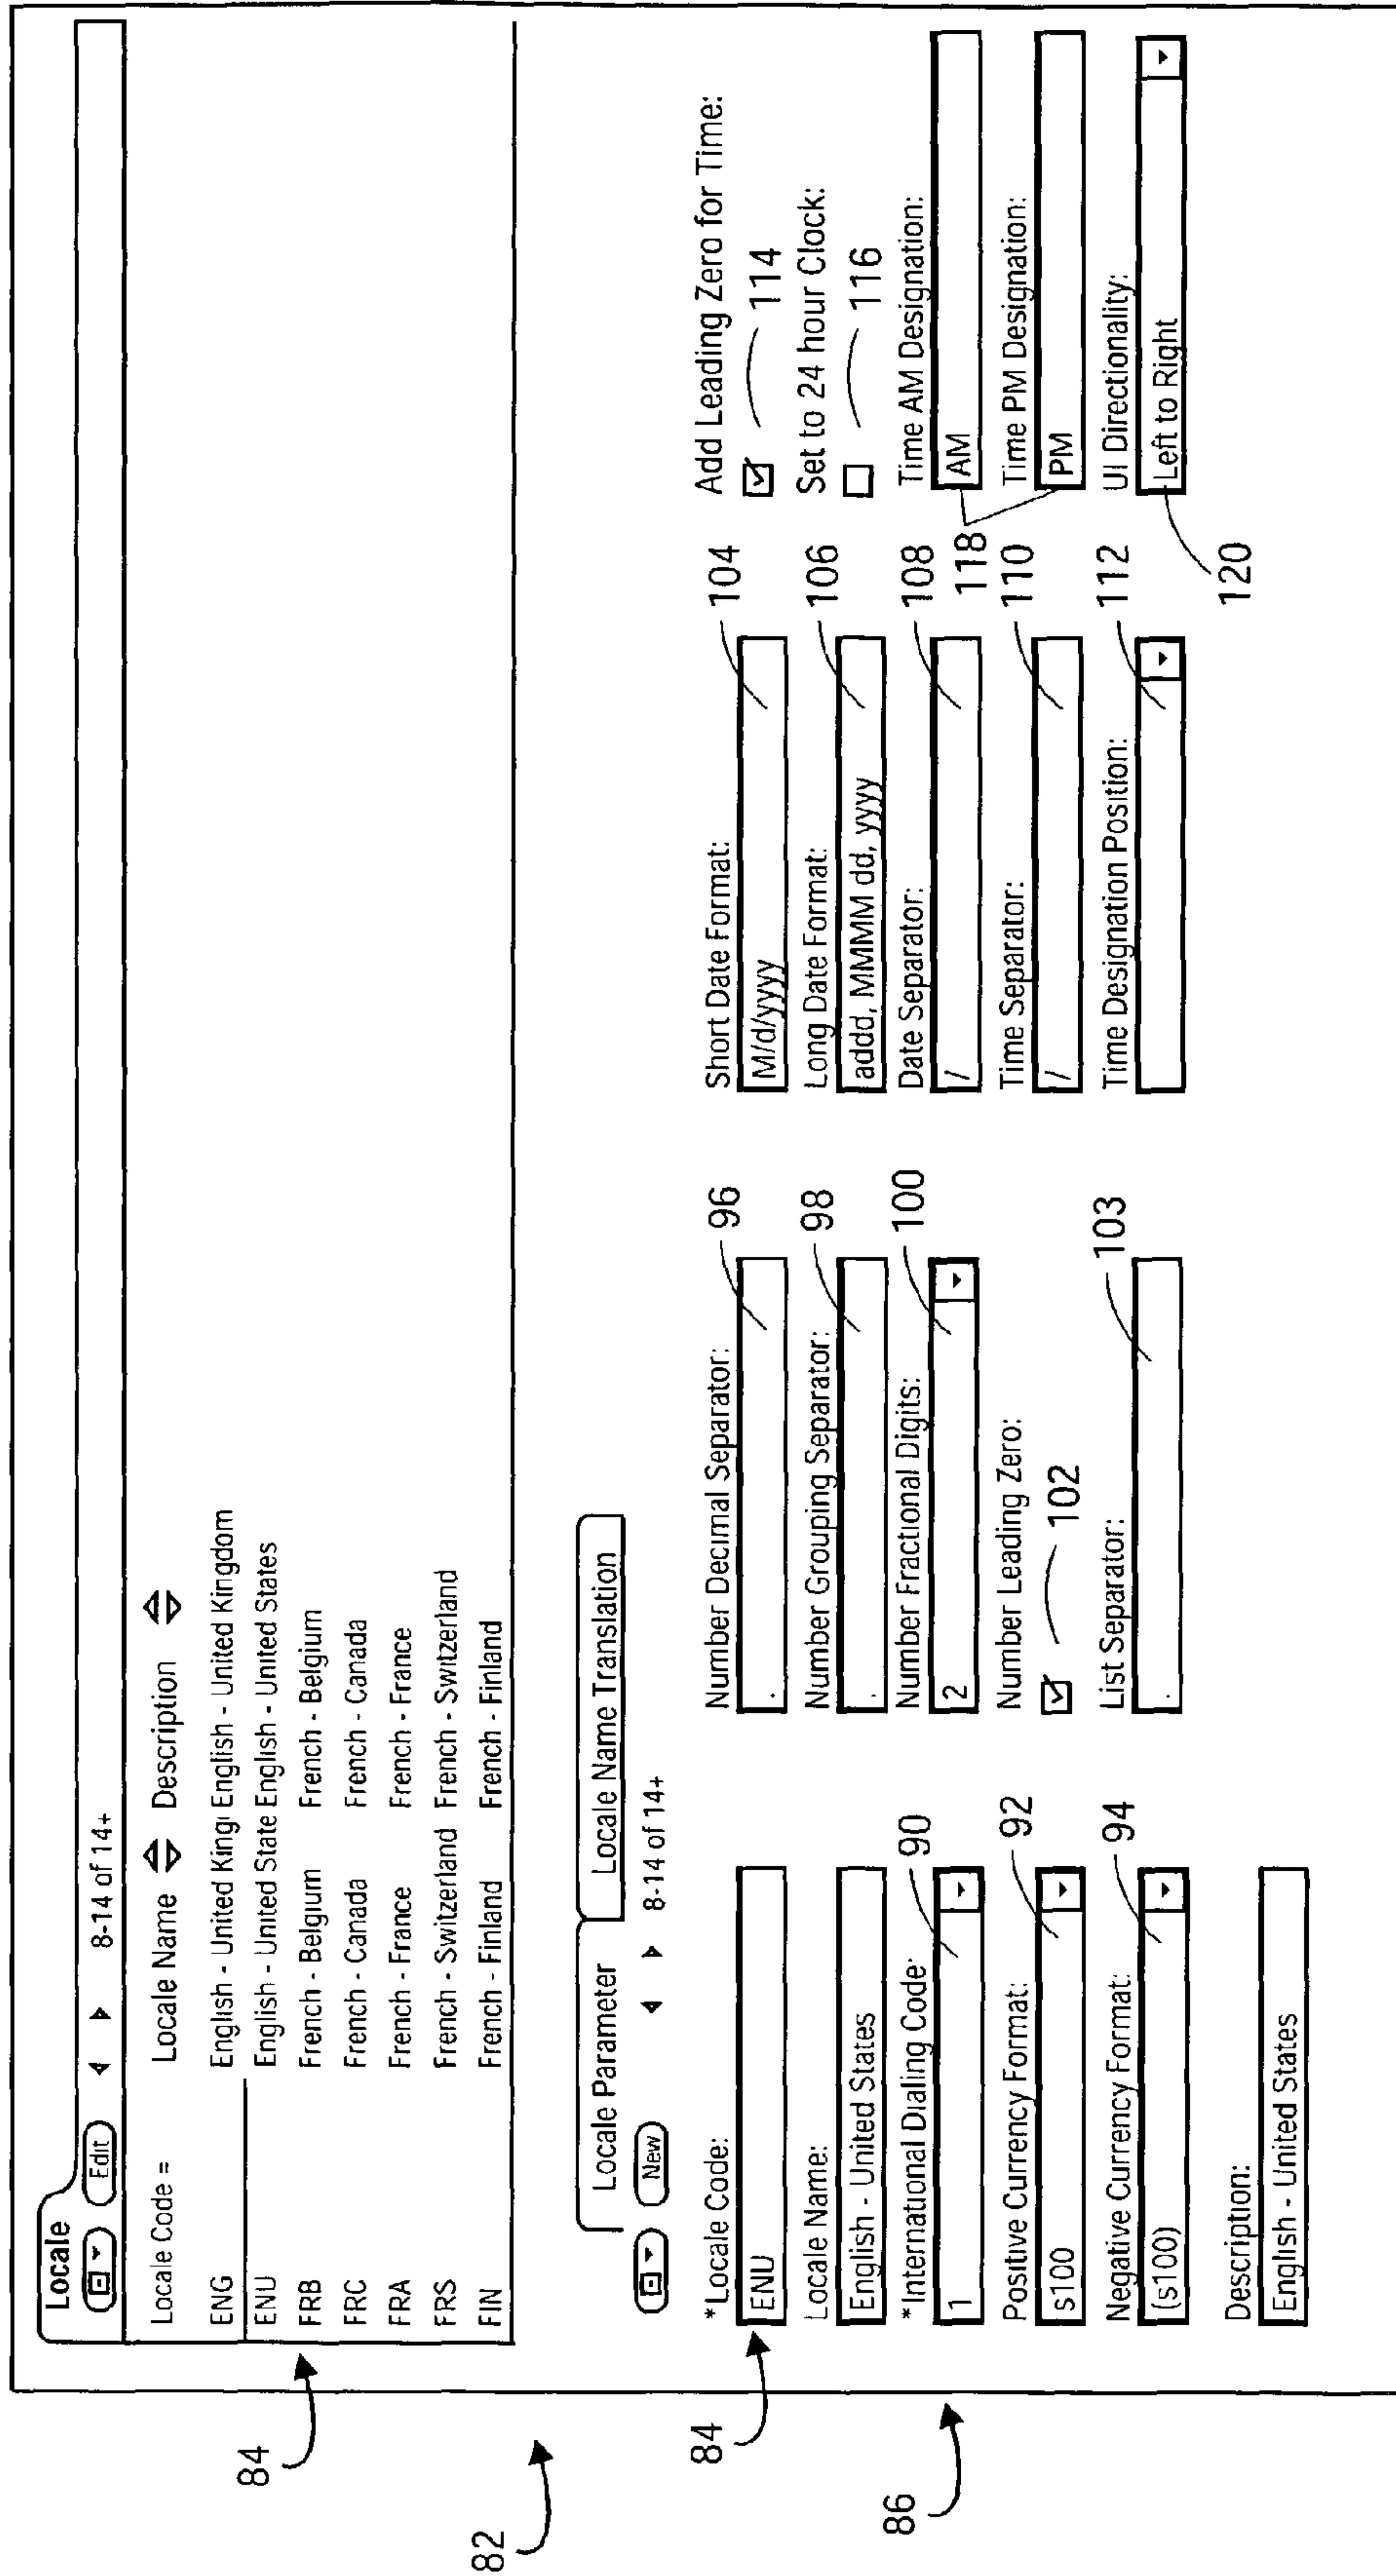 Locale
Edit
8-14 of 14+
Locale Code =
Locale Name
Description
ENG English - United Kingı English - United Kingdom
ENU English - United State English - United States
FRB French - Belgium French - Belgium
FRC French - Canada French - Canada
FRA French - France French - France
FRS French - Switzerland French - Switzerland
FIN French - Finland French - Finland
84
82
Locale Parameter
Locale Name Translation
New
8-14 of 14+
*Locale Code:
ENU
84
Locale Name:
English - United States
*International Dialing Code:
1
90
Positive Currency Format:
s100
92
Negative Currency Format:
(s100)
94
Description:
English - United States
86
Number Decimal Separator:
.
96
Number Grouping Separator:
.
98
Number Fractional Digits:
2
100
Number Leading Zero:
102
List Separator:
.
103
Short Date Format:
M/d/yyyy
104
Long Date Format:
addd, MMMM dd, yyyy
106
Date Separator:
/
108
Time Separator:
/
110
Time Designation Position:
112
Add Leading Zero for Time:
114
Set to 24 hour Clock:
116
Time AM Designation:
AM
118
Time PM Designation:
PM
UI Directionality:
Left to Right
120